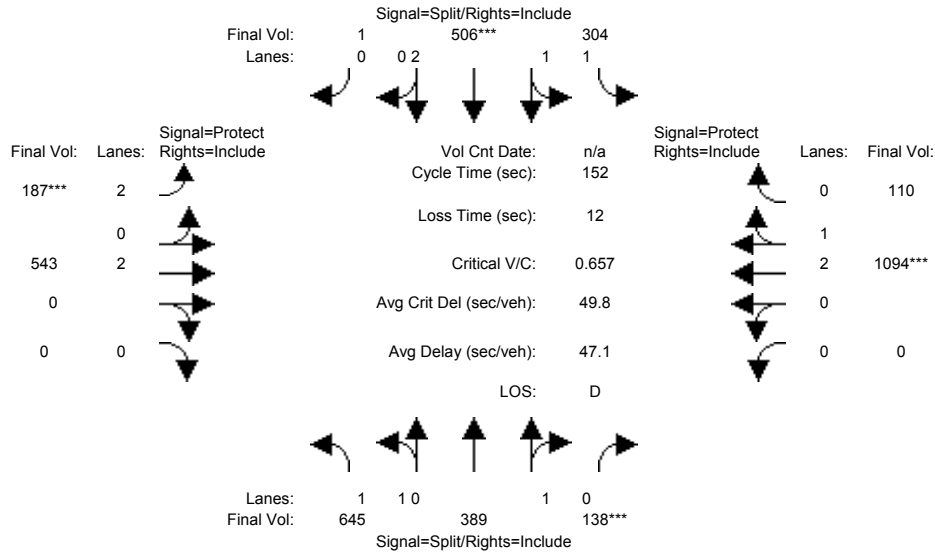 Signal=Split/Rights=Include
Final Vol: 1 506*** 304
Lanes: 0 0 2 1 1
Signal=Protect Signal=Protect
Final Vol: Lanes: Rights=Include Vol Cnt Date: n/a Rights=Include Lanes: Final Vol:
Cycle Time (sec): 152
187*** 2 0 110
Loss Time (sec): 12
0 1
543 2 Critical V/C: 0.657 2 1094***
0 Avg Crit Del (sec/veh): 49.8 0
0 0 Avg Delay (sec/veh): 47.1 0 0
LOS: D
Lanes: 1 1 0 1 0
Final Vol: 645 389 138***
Signal=Split/Rights=Include